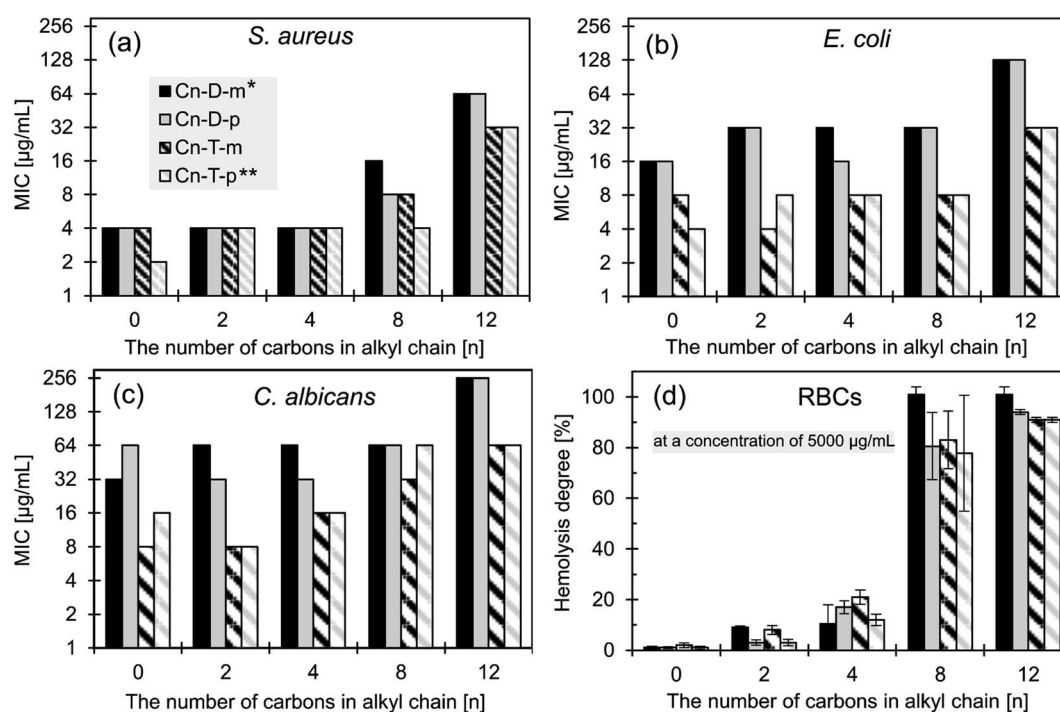 (a)
S. aureus
MIC [µg/mL]
256
128
64
32
16
8
4
2
1
Cn-D-m*
Cn-D-p
Cn-T-m
Cn-T-p**
0 2 4 8 12
The number of carbons in alkyl chain [n]
(b)
E. coli
MIC [µg/mL]
256
128
64
32
16
8
4
2
1
0 2 4 8 12
The number of carbons in alkyl chain [n]
(c)
C. albicans
MIC [µg/mL]
256
128
64
32
16
8
4
2
1
0 2 4 8 12
The number of carbons in alkyl chain [n]
(d)
RBCs
at a concentration of 5000 µg/mL
Hemolysis degree [%]
100
80
60
40
20
0
0 2 4 8 12
The number of carbons in alkyl chain [n]